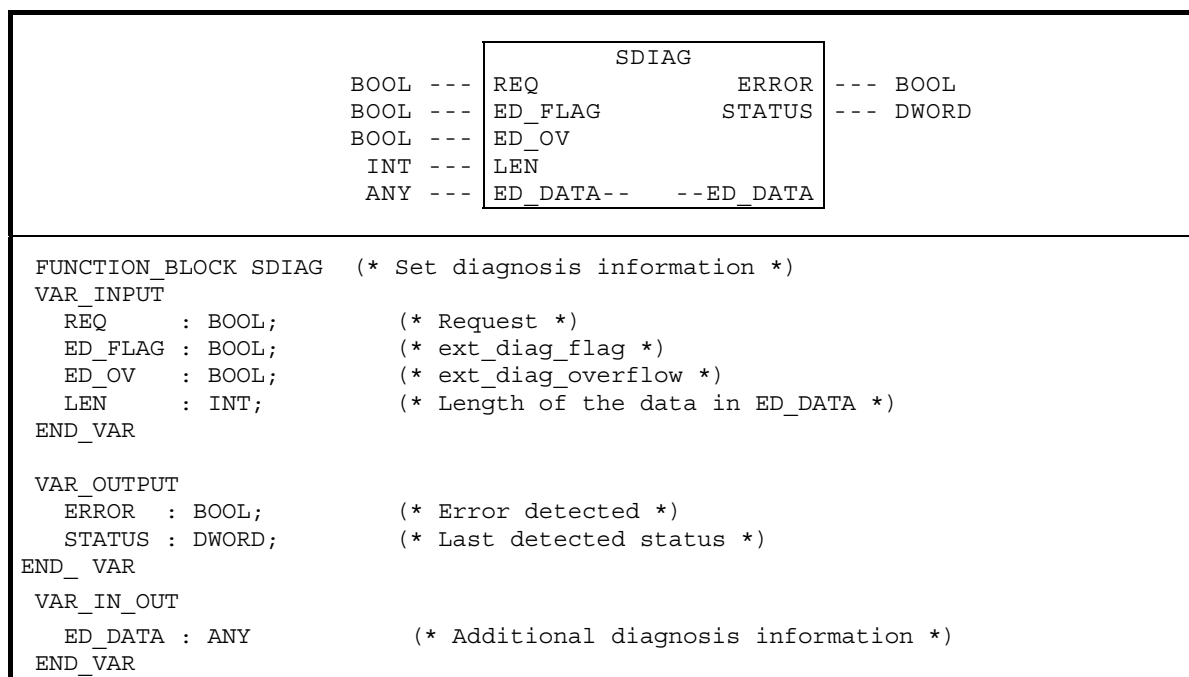 SDIAG
BOOL --- REQ ERROR --- BOOL
BOOL --- ED_FLAG STATUS --- DWORD
BOOL --- ED_OV
INT --- LEN
ANY --- ED_DATA-- --ED_DATA
FUNCTION_BLOCK SDIAG (* Set diagnosis information *)
VAR_INPUT
REQ : BOOL; (* Request *)
ED_FLAG : BOOL; (* ext_diag_flag *)
ED_OV : BOOL; (* ext_diag_overflow *)
LEN : INT; (* Length of the data in ED_DATA *)
END_VAR
VAR_OUTPUT
ERROR : BOOL; (* Error detected *)
STATUS : DWORD; (* Last detected status *)
END_ VAR
VAR_IN_OUT
ED_DATA : ANY (* Additional diagnosis information *)
END_VAR